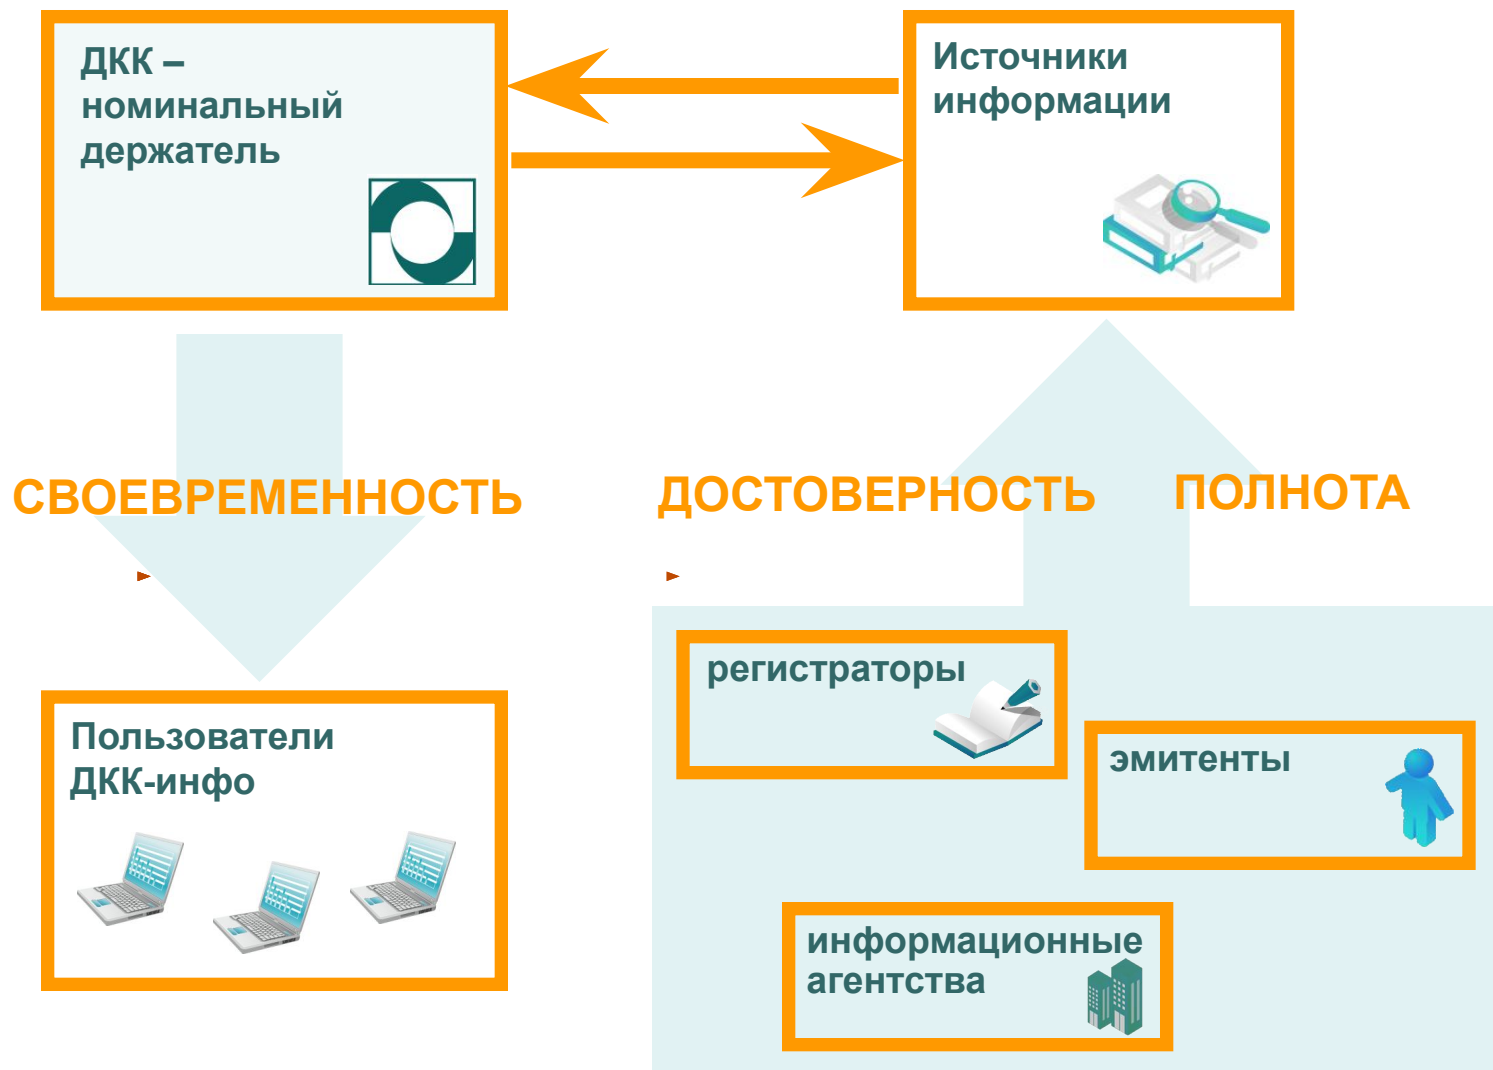 ДКК –
номинальный
держатель
Источники
информации
СВОЕВРЕМЕННОСТЬ
ДОСТОВЕРНОСТЬ
ПОЛНОТА
Пользователи
ДКК-инфо
регистраторы
эмитенты
информационные
агентства